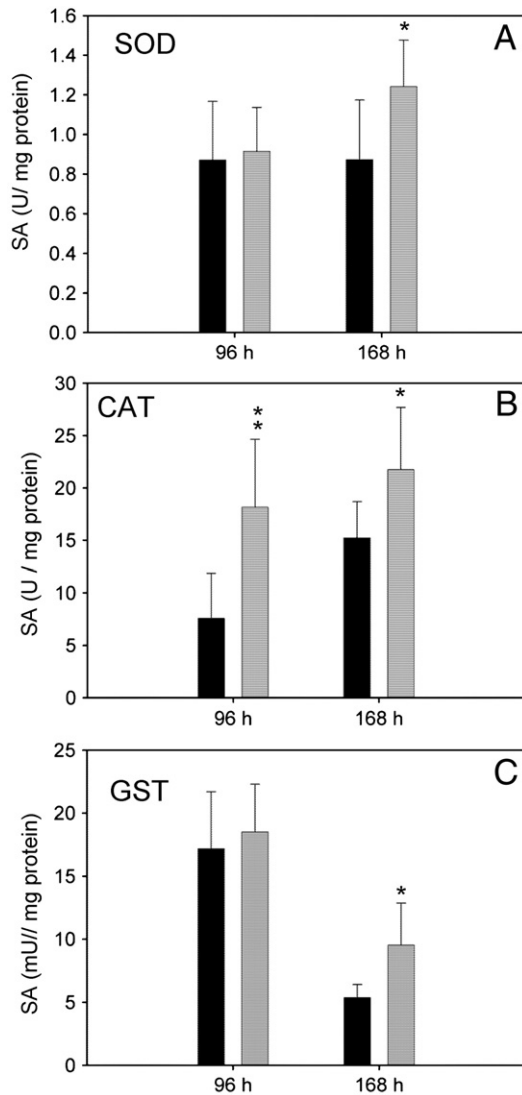 SOD
A
*
SA (U/ mg protein)
1.6
1.4
1.2
1.0
0.8
0.6
0.4
0.2
0.0
96 h
168 h
CAT
B
*
*
*
SA (U / mg protein)
30
25
20
15
10
5
0
96 h
168 h
GST
C
*
SA (mU// mg protein)
25
20
15
10
5
0
96 h
168 h